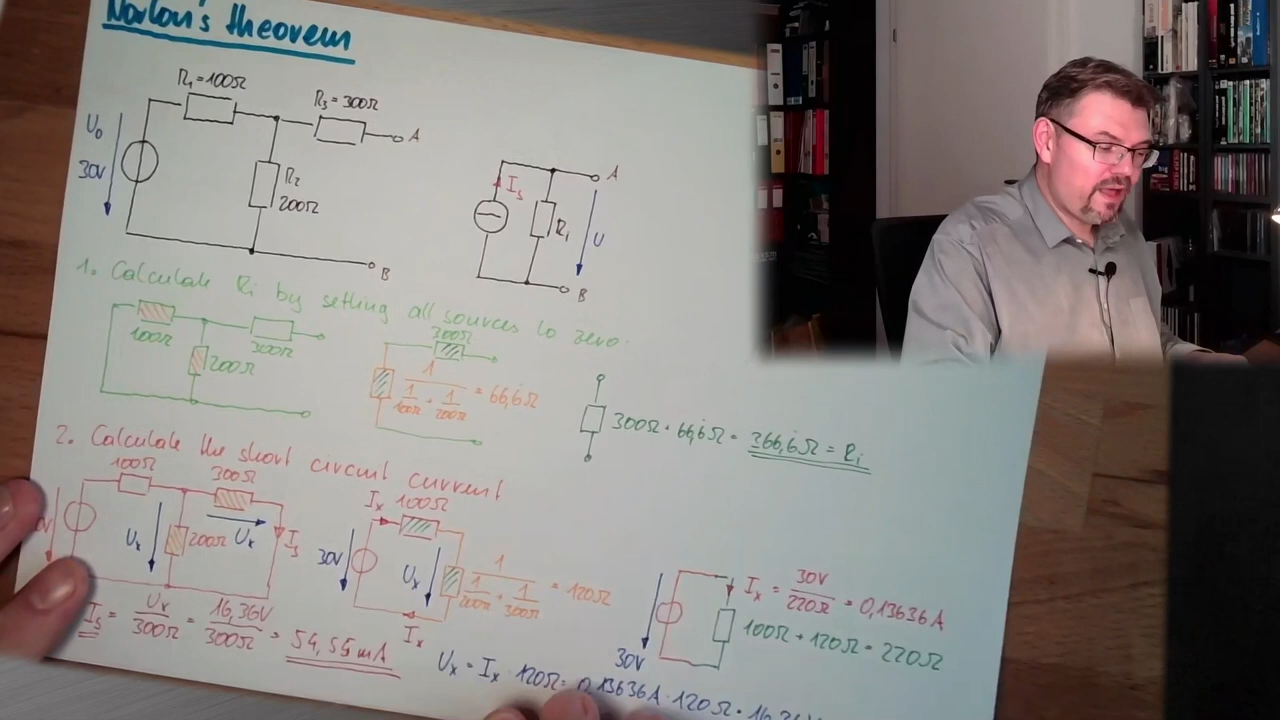 Norton's theorem
R₁ = 100Ω
R₃ = 300Ω
A
U₀
30V
R₂
200Ω
B
A
Iₛ
Rᵢ
U
B
1. Calculate Rᵢ by setting all sources to zero.
100Ω
300Ω
200Ω
300Ω
1 / (1/100Ω + 1/200Ω) = 66,6̇Ω
300Ω + 66,6̇Ω = 366,6̇Ω = Rᵢ
2. Calculate the short circuit current
100Ω
300Ω
Uₓ
200Ω
Uₓ
Iₛ
Iₛ = Uₓ/300Ω = 16,36V/300Ω = 54,55mA
Iₓ 100Ω
30V
Uₓ
1 / (1/200Ω + 1/300Ω) = 120Ω
Iₓ
Iₓ = 30V/220Ω = 0,13636A
100Ω + 120Ω = 220Ω
30V
Uₓ = Iₓ · 120Ω = 0,13636A · 120Ω =